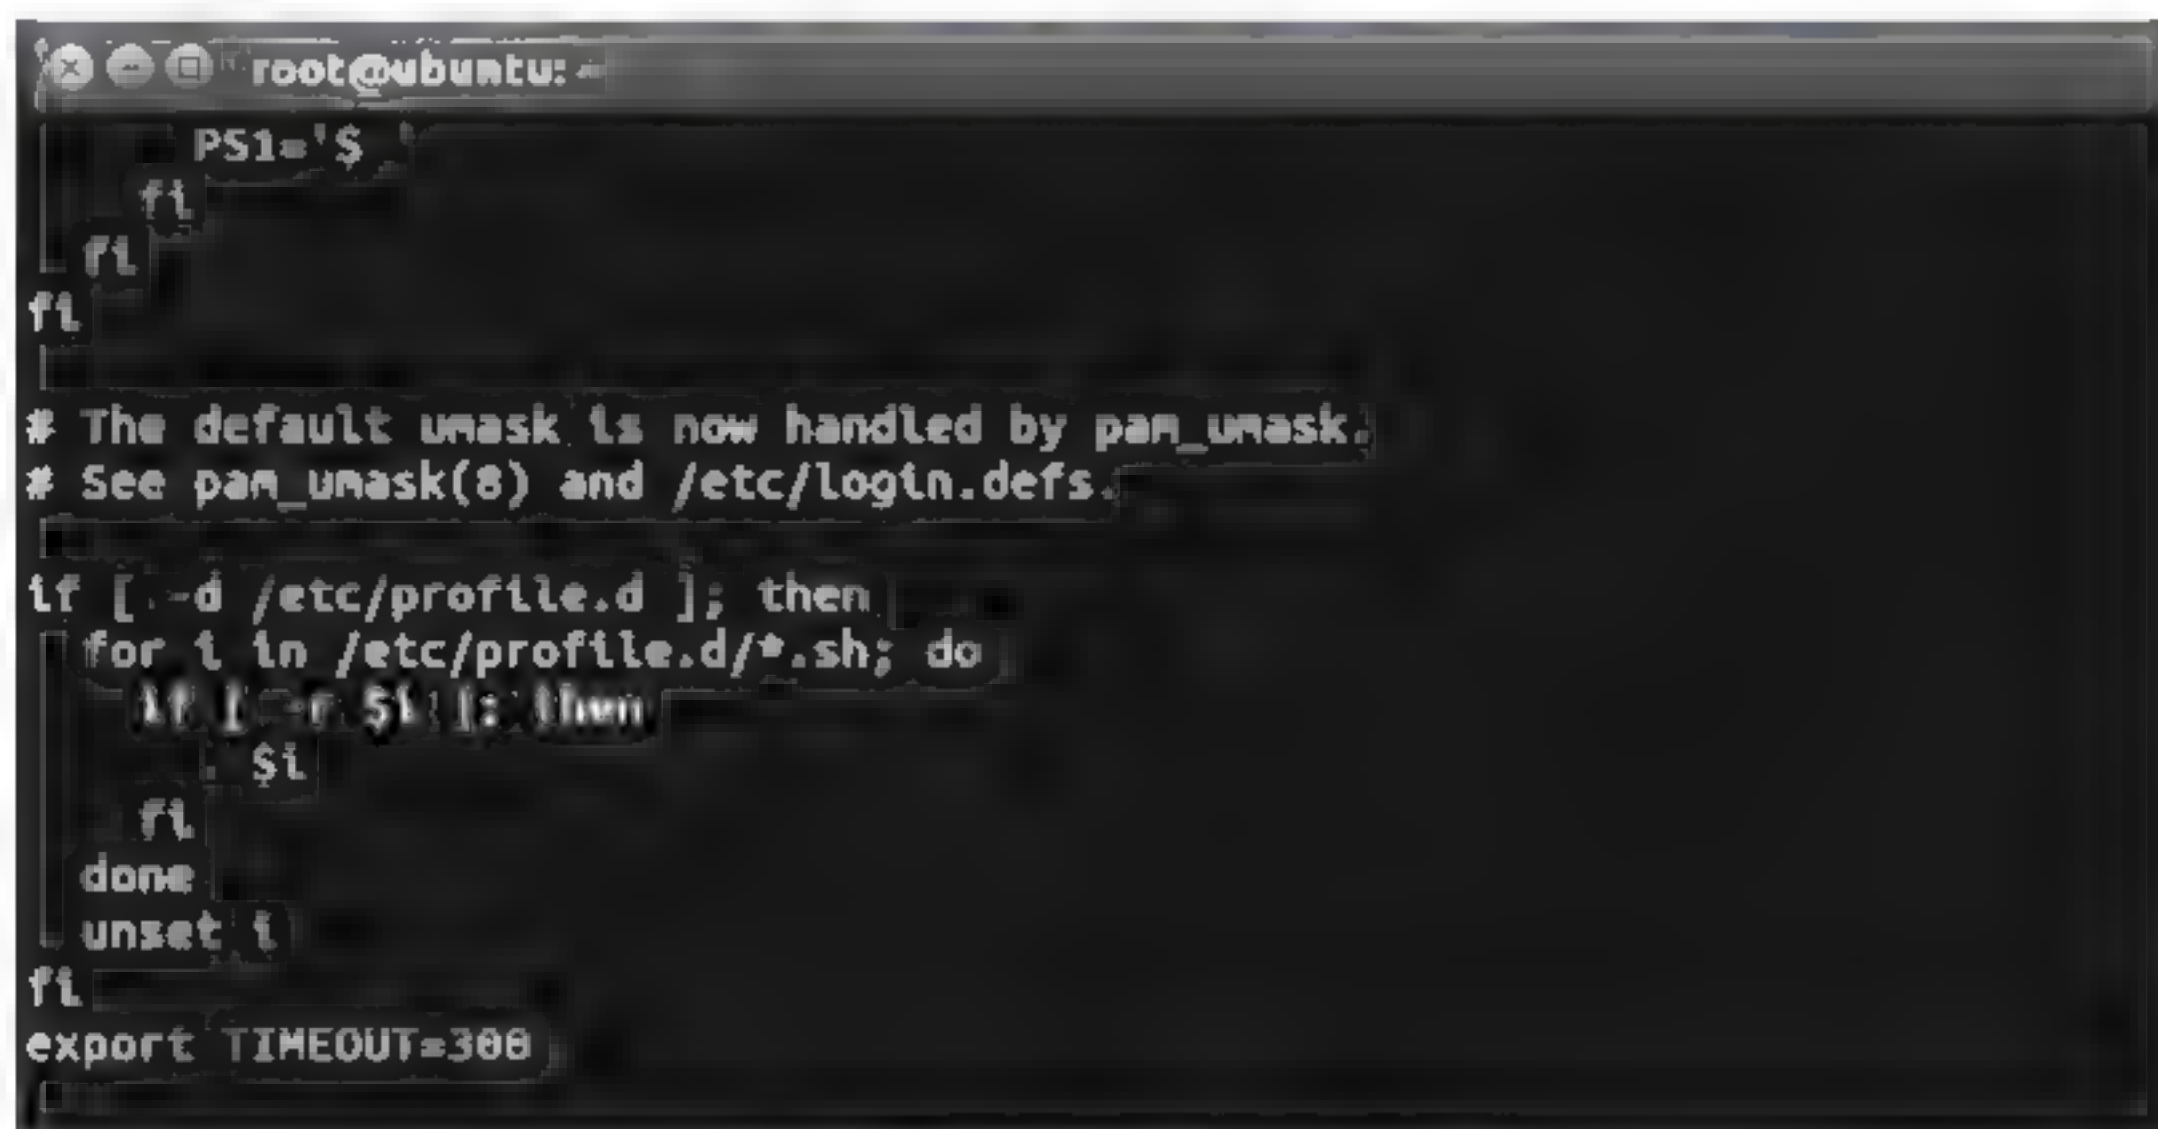 root@ubuntu: ~
PS1='$ '
fi
fi
fi
# The default umask is now handled by pam_umask.
# See pam_umask(8) and /etc/login.defs.
if [ -d /etc/profile.d ]; then
for i in /etc/profile.d/*.sh; do
if [ -r $i ]; then
. $i
fi
done
unset i
fi
export TIMEOUT=300